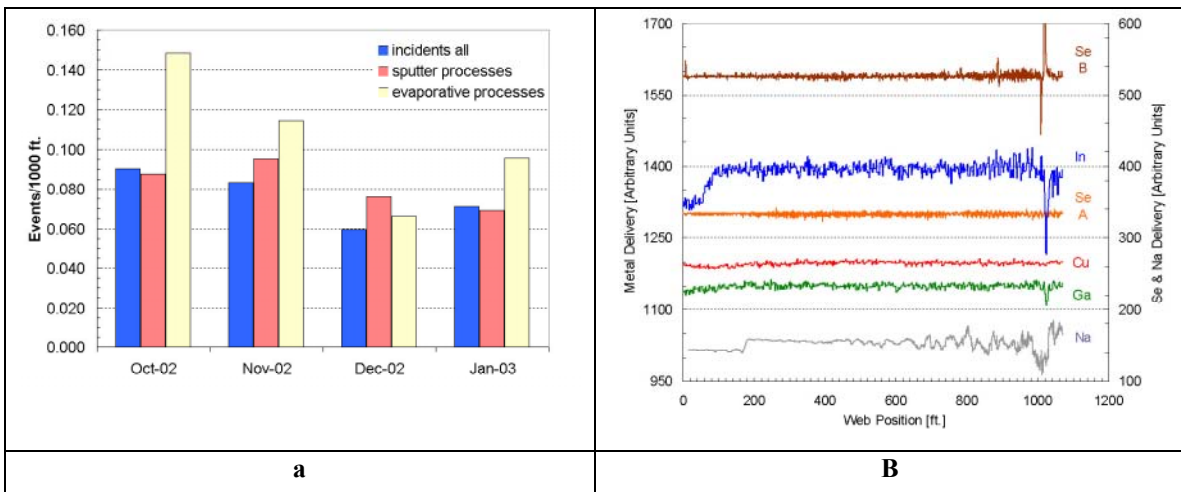 0.160
0.140
0.120
0.100
0.080
0.060
0.040
0.020
0.000
Events/1000 ft.
incidents all
sputter processes
evaporative processes
Oct-02
Nov-02
Dec-02
Jan-03
a
1700
1550
1400
1250
1100
950
Metal Delivery [Arbitrary Units]
Se
B
In
Se
A
Cu
Ga
Na
600
500
400
300
200
100
Se & Na Delivery [Arbitrary Units]
0
200
400
600
800
1000
1200
Web Position [ft.]
B